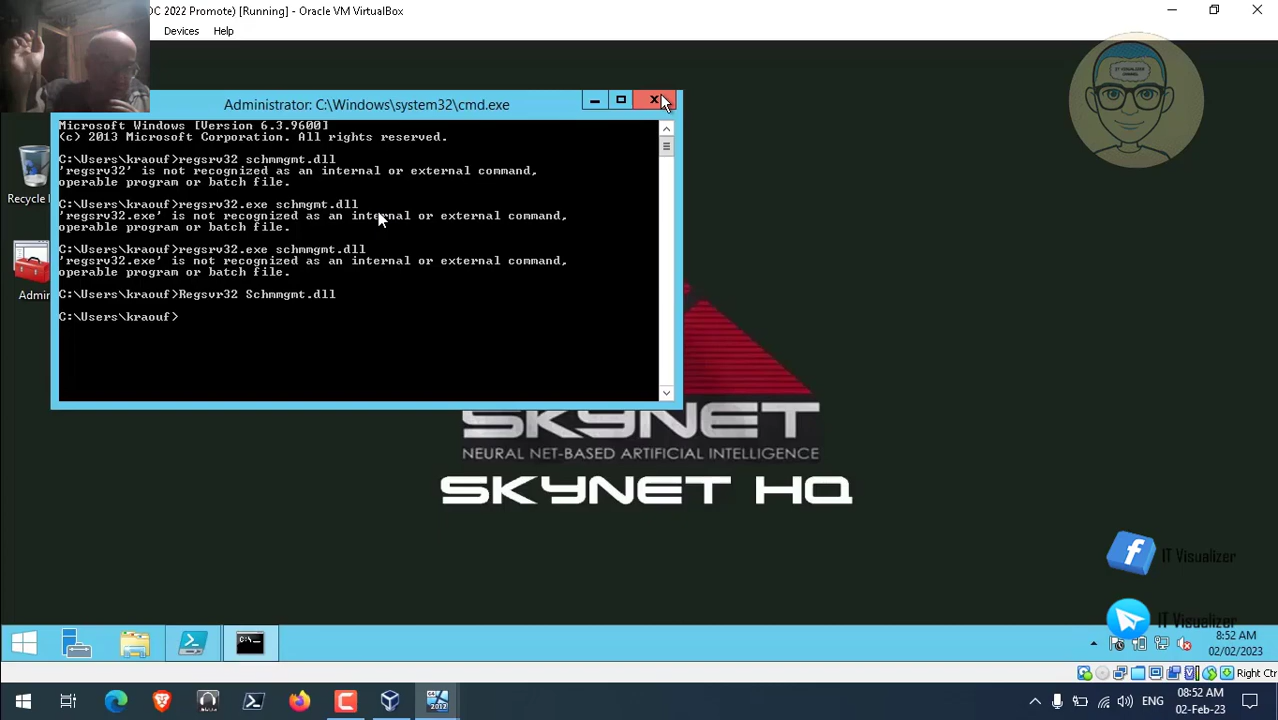 DC 2022 Promote) [Running] - Oracle VM VirtualBox
Devices Help
IT VISUALIZER
CHANNEL
Administrator: C:\Windows\system32\cmd.exe
Microsoft Windows [Version 6.3.9600]
(c) 2013 Microsoft Corporation. All rights reserved.
C:\Users\kraouf>regsrv32 schmmgmt.dll
'regsrv32' is not recognized as an internal or external command,
operable program or batch file.
C:\Users\kraouf>regsrv32.exe schmgmt.dll
'regsrv32.exe' is not recognized as an internal or external command,
operable program or batch file.
C:\Users\kraouf>regsrv32.exe schmmgmt.dll
'regsrv32.exe' is not recognized as an internal or external command,
operable program or batch file.
C:\Users\kraouf>Regsvr32 Schmmgmt.dll
C:\Users\kraouf>
Recycle
Admin
SKYNET
NEURAL NET-BASED ARTIFICIAL INTELLIGENCE
SKYNET HQ
IT Visualizer
IT Visualizer
8:52 AM
02/02/2023
Right Ctr
ENG
08:52 AM
02-Feb-23